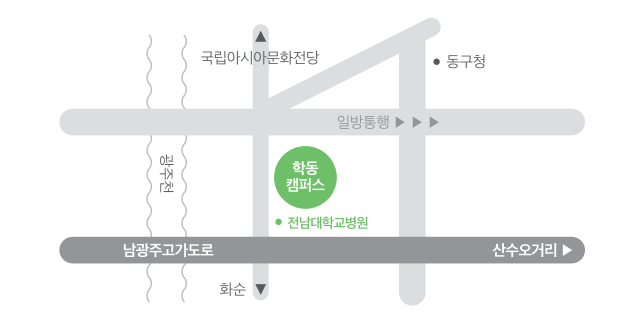 국립아시아문화전당
동구청
일방통행 ▶ ▶ ▶
광주천
학동
캠퍼스
전남대학교병원
남광주고가도로
산수오거리 ▶
화순